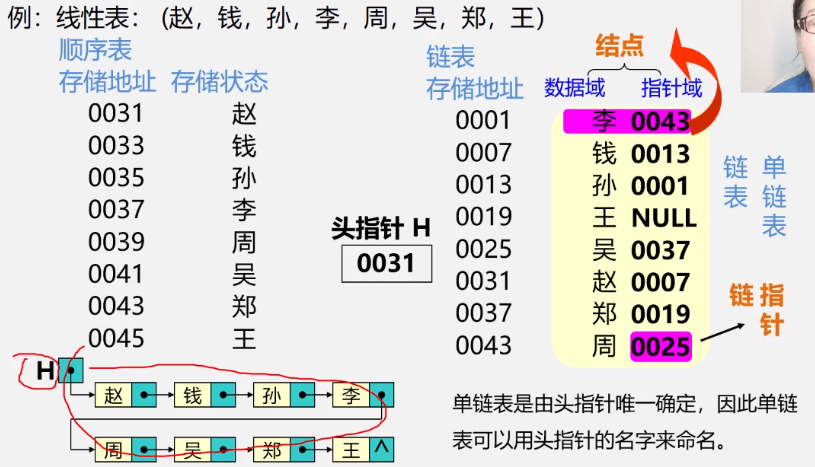 例：线性表：（赵，钱，孙，李，周，吴，郑，王）
顺序表
存储地址 存储状态
0031 赵
0033 钱
0035 孙
0037 李
0039 周
0041 吴
0043 郑
0045 王
链表
存储地址
结点
数据域 指针域
0001 李 0043
0007 钱 0013
0013 孙 0001
0019 王 NULL
0025 吴 0037
0031 赵 0007
0037 郑 0019
0043 周 0025
头指针 H
0031
链表
单链表
链
指针
H
赵 钱 孙 李
周 吴 郑 王 ^
单链表是由头指针唯一确定，因此单链
表可以用头指针的名字来命名。